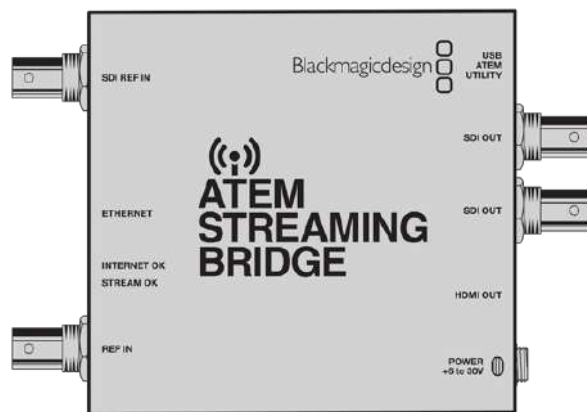 SDI REF IN
Blackmagicdesign
USB
ATEM
UTILITY
SDI OUT
ATEM
STREAMING
BRIDGE
ETHERNET
SDI OUT
INTERNET OK
STREAM OK
HDMI OUT
REF IN
POWER
+6 to 30V